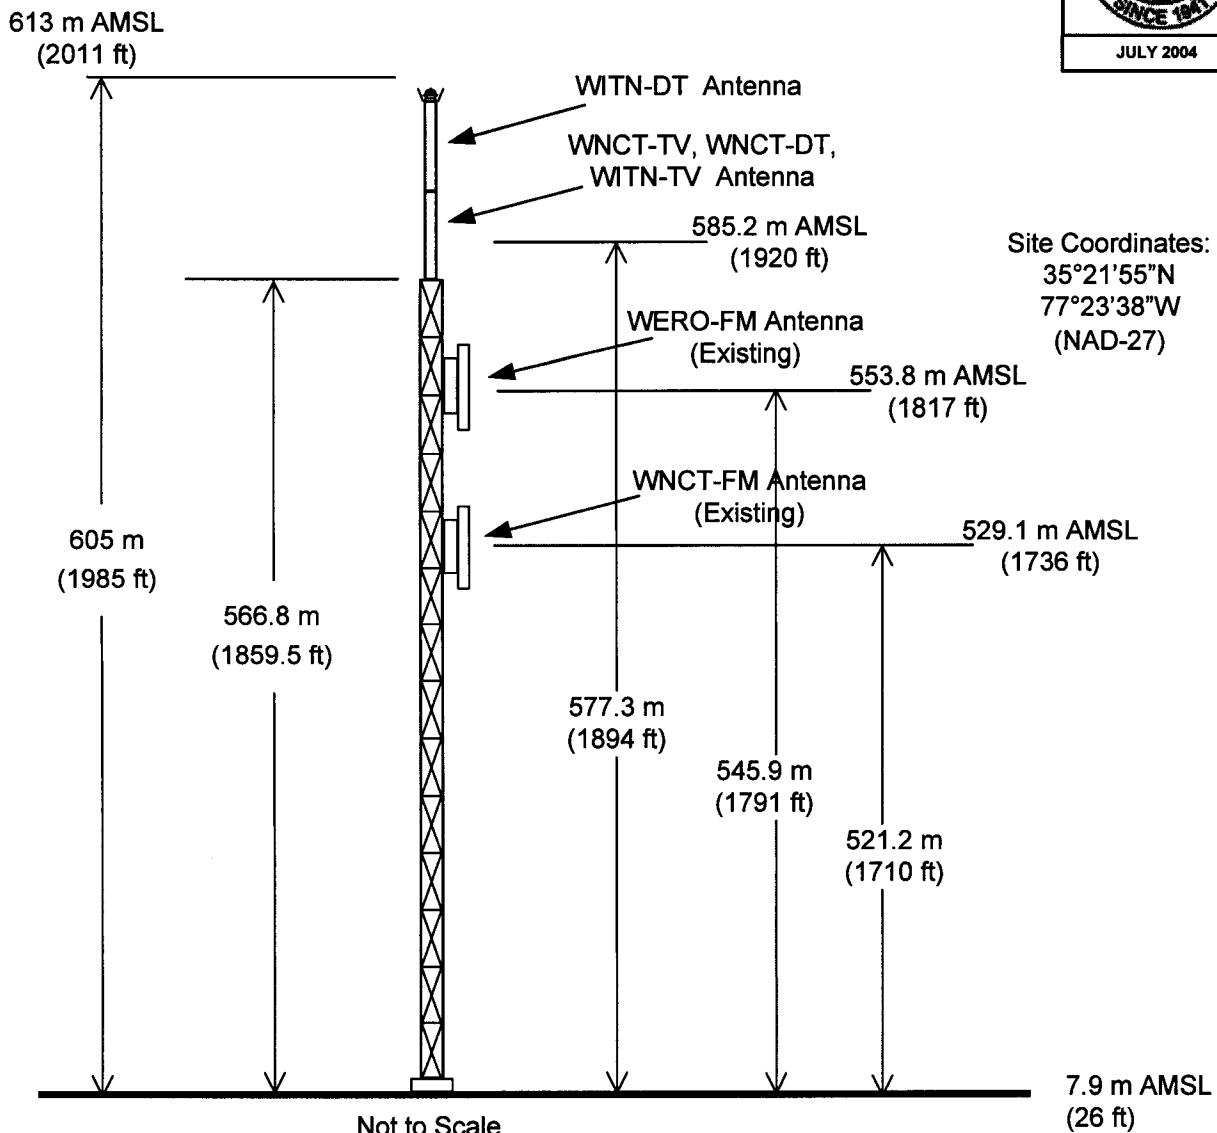 SINCE 1941
JULY 2004
613 m AMSL
(2011 ft)
WITN-DT Antenna
WNCT-TV, WNCT-DT,
WITN-TV Antenna
585.2 m AMSL
(1920 ft)
Site Coordinates:
35°21'55"N
77°23'38"W
(NAD-27)
WERO-FM Antenna
(Existing)
553.8 m AMSL
(1817 ft)
WNCT-FM Antenna
(Existing)
529.1 m AMSL
(1736 ft)
605 m
(1985 ft)
566.8 m
(1859.5 ft)
577.3 m
(1894 ft)
545.9 m
(1791 ft)
521.2 m
(1710 ft)
7.9 m AMSL
(26 ft)
Not to Scale